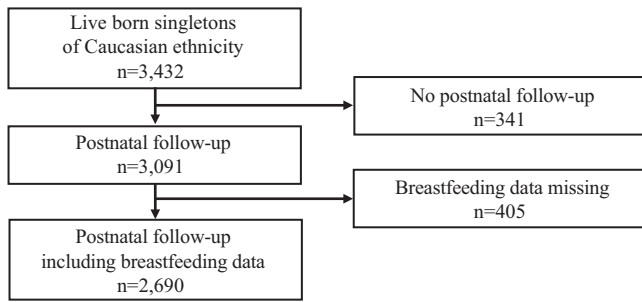 Live born singletons
of Caucasian ethnicity
n=3,432
No postnatal follow-up
n=341
Postnatal follow-up
n=3,091
Breastfeeding data missing
n=405
Postnatal follow-up
including breastfeeding data
n=2,690